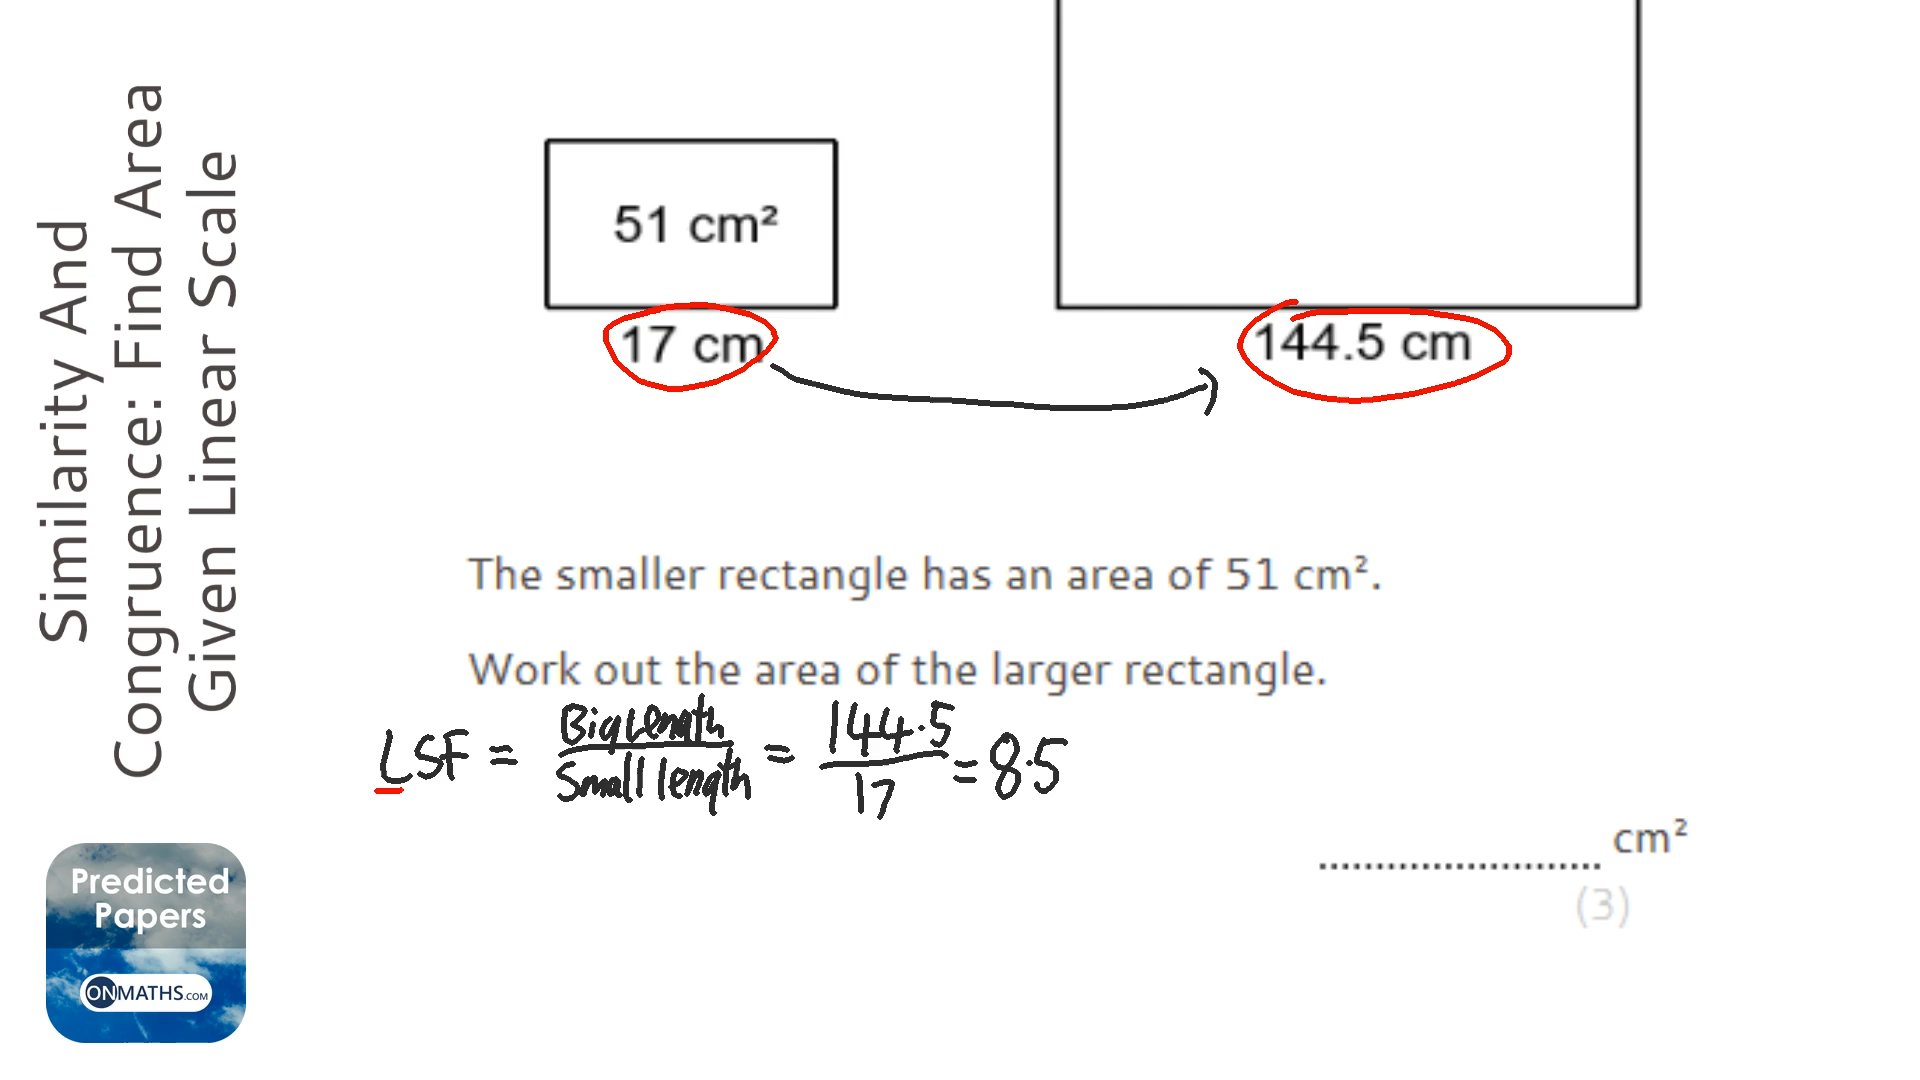 Similarity And
Congruence: Find Area
Given Linear Scale
51 cm²
17 cm
144.5 cm
The smaller rectangle has an area of 51 cm².
Work out the area of the larger rectangle.
LSF = Big length / Small length = 144.5 / 17 = 8.5
cm²
(3)
Predicted
Papers
ONMATHS.COM